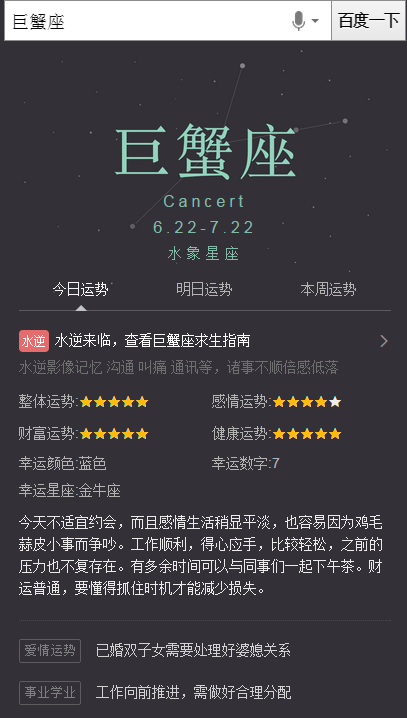 巨蟹座
百度一下
巨蟹座
Cancert
6.22-7.22
水象星座
今日运势
明日运势
本周运势
水逆 水逆来临，查看巨蟹座求生指南
水逆影像记忆 沟通 叫痛 通讯等，诸事不顺倍感低落
整体运势:★★★★★ 感情运势:★★★★★
财富运势:★★★★★ 健康运势:★★★★★
幸运颜色:蓝色 幸运数字:7
幸运星座:金牛座
今天不适宜约会，而且感情生活稍显平淡，也容易因为鸡毛
蒜皮小事而争吵。工作顺利，得心应手，比较轻松，之前的
压力也不复存在。有多余时间可以与同事们一起下午茶。财
运普通，要懂得抓住时机才能减少损失。
爱情运势 已婚双子女需要处理好婆媳关系
事业学业 工作向前推进，需做好合理分配